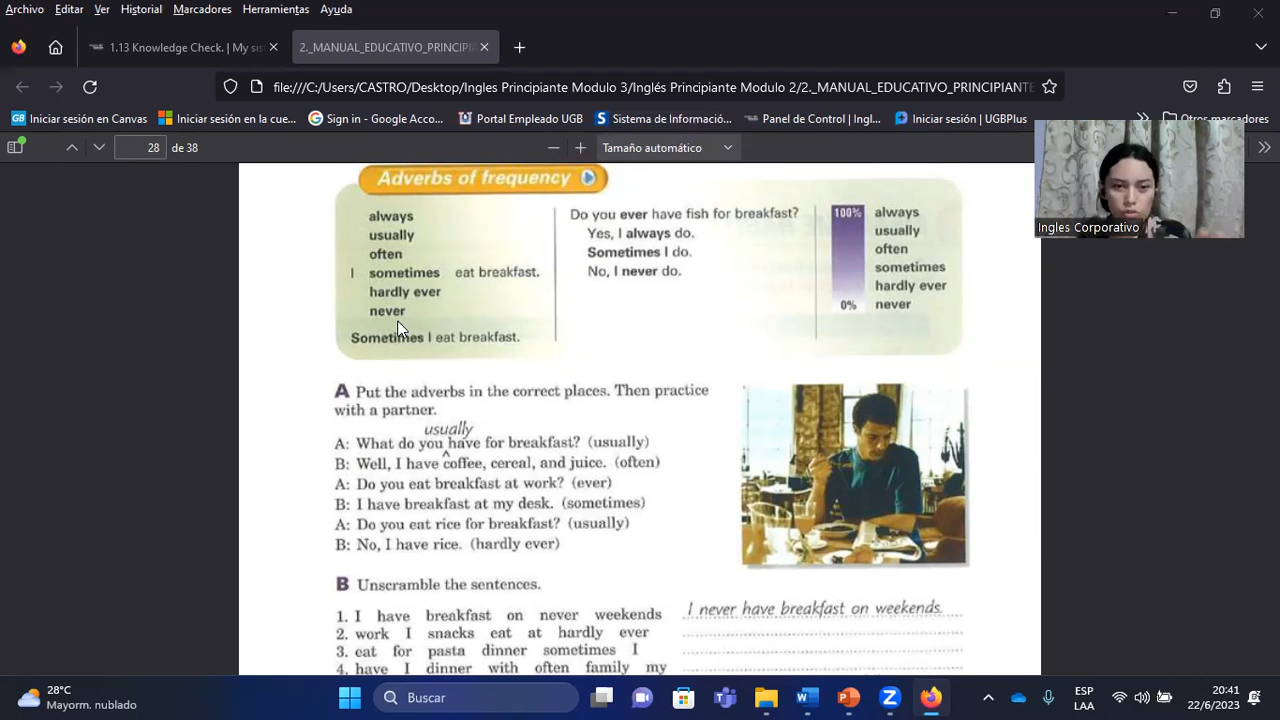 Archivo Editar Ver Historial Marcadores Herramientas Ayuda
1.13 Knowledge Check. | My sis
2._MANUAL_EDUCATIVO_PRINCIPI
file:///C:/Users/CASTRO/Desktop/Ingles Principiante Modulo 3/Inglés Principiante Modulo 2/2._MANUAL_EDUCATIVO_PRINCIPIANTE
GB Iniciar sesión en Canvas
Iniciar sesión en la cue...
Sign in - Google Acco...
Portal Empleado UGB
Sistema de Informació...
Panel de Control | Ingl...
Iniciar sesión | UGBPlus
Otros marcadores
28 de 38
Tamaño automático
Ingles Corporativo
Adverbs of frequency
always
usually
often
I sometimes eat breakfast.
hardly ever
never
Sometimes I eat breakfast.
Do you ever have fish for breakfast?
Yes, I always do.
Sometimes I do.
No, I never do.
100% always
usually
often
sometimes
hardly ever
0% never
A Put the adverbs in the correct places. Then practice
with a partner.
usually
A: What do you have for breakfast? (usually)
B: Well, I have coffee, cereal, and juice. (often)
A: Do you eat breakfast at work? (ever)
B: I have breakfast at my desk. (sometimes)
A: Do you eat rice for breakfast? (usually)
B: No, I have rice. (hardly ever)
B Unscramble the sentences.
1. I have breakfast on never weekends I never have breakfast on weekends.
2. work I snacks eat at hardly ever
3. eat for pasta dinner sometimes I
4. have I dinner with often family my
28°C
Mayorm. nublado
Buscar
ESP
LAA
20:41
22/6/2023